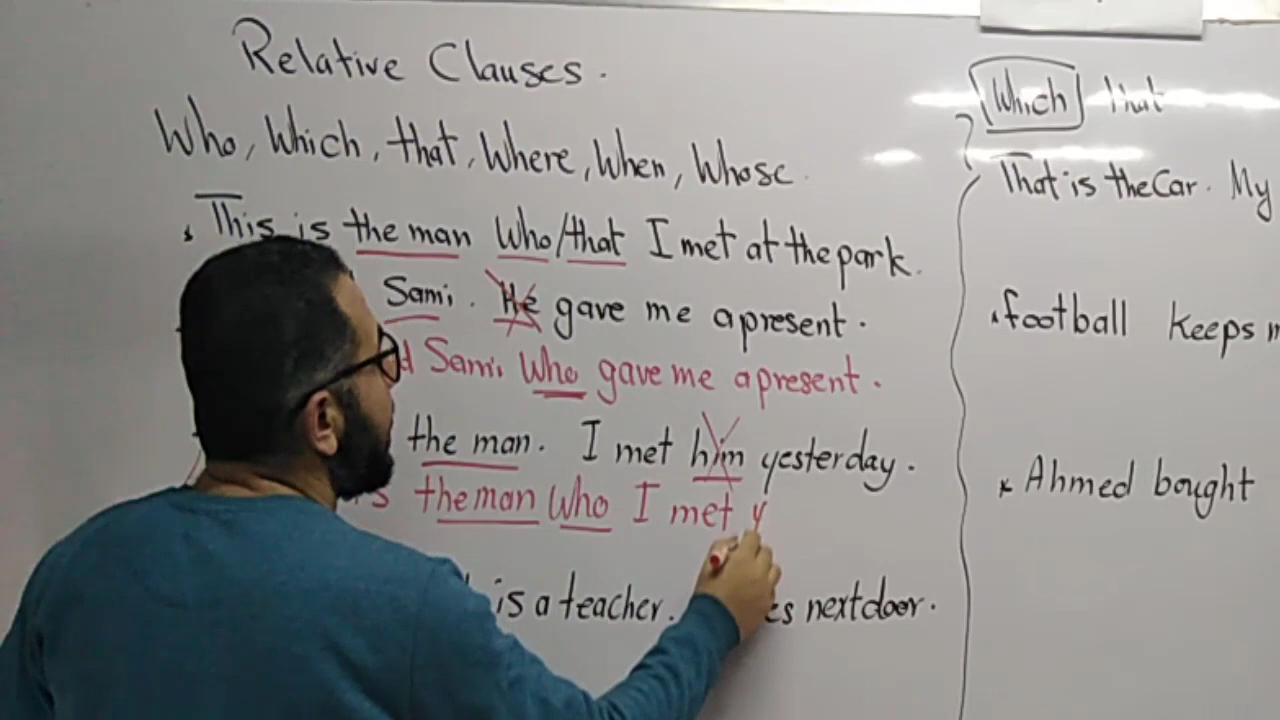 Relative Clauses.
Who, Which, that, Where, When, Whose
This is the man Who/that I met at the park.
Sami. He gave me a present.
Sami Who gave me a present.
the man. I met him yesterday.
the man Who I met y
is a teacher. next door.
Which that
That is the Car. My
football keeps
Ahmed bought